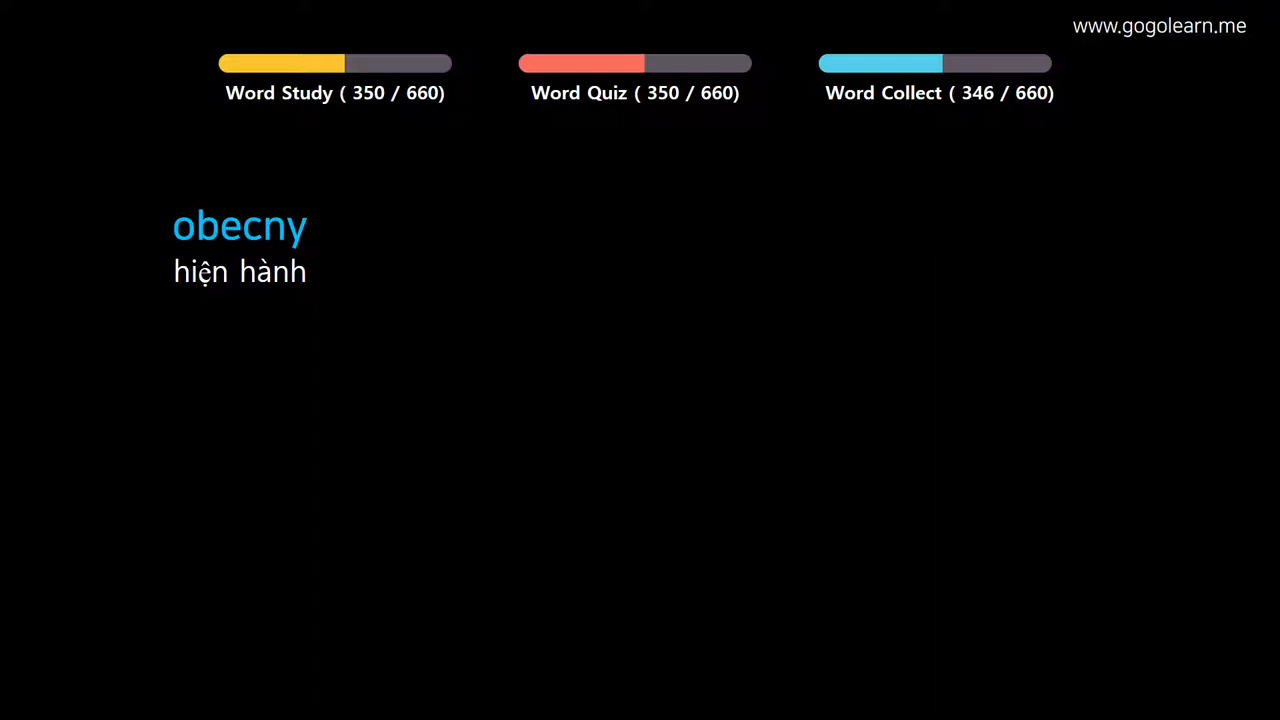 www.gogolearn.me
Word Study ( 350 / 660)
Word Quiz ( 350 / 660)
Word Collect ( 346 / 660)
obecny
hiện hành